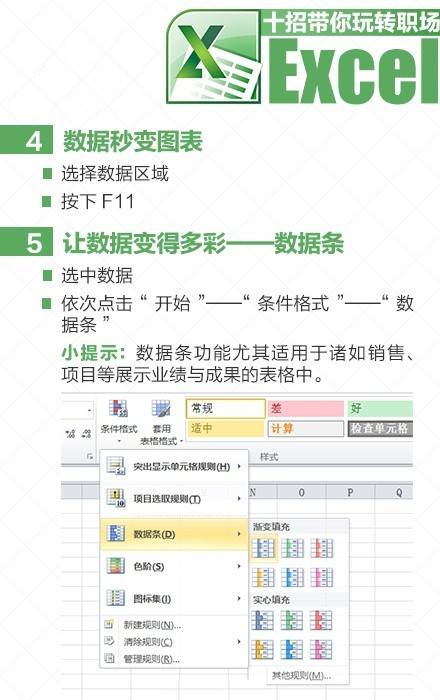 十招带你玩转职场
Excel
4 数据秒变图表
选择数据区域
按下 F11
5 让数据变得多彩——数据条
选中数据
依次点击“ 开始 ”——“ 条件格式 ”——“ 数
据条 ”
小提示：数据条功能尤其适用于诸如销售、
项目等展示业绩与成果的表格中。
条件格式 套用
表格格式
常规 差 好
适中 计算 检查单元格
样式
突出显示单元格规则(H)
项目选取规则(T)
数据条(D)
色阶(S)
图标集(I)
新建规则(N)...
清除规则(C)
管理规则(R)...
N O P Q
渐变填充
实心填充
其他规则(M)...